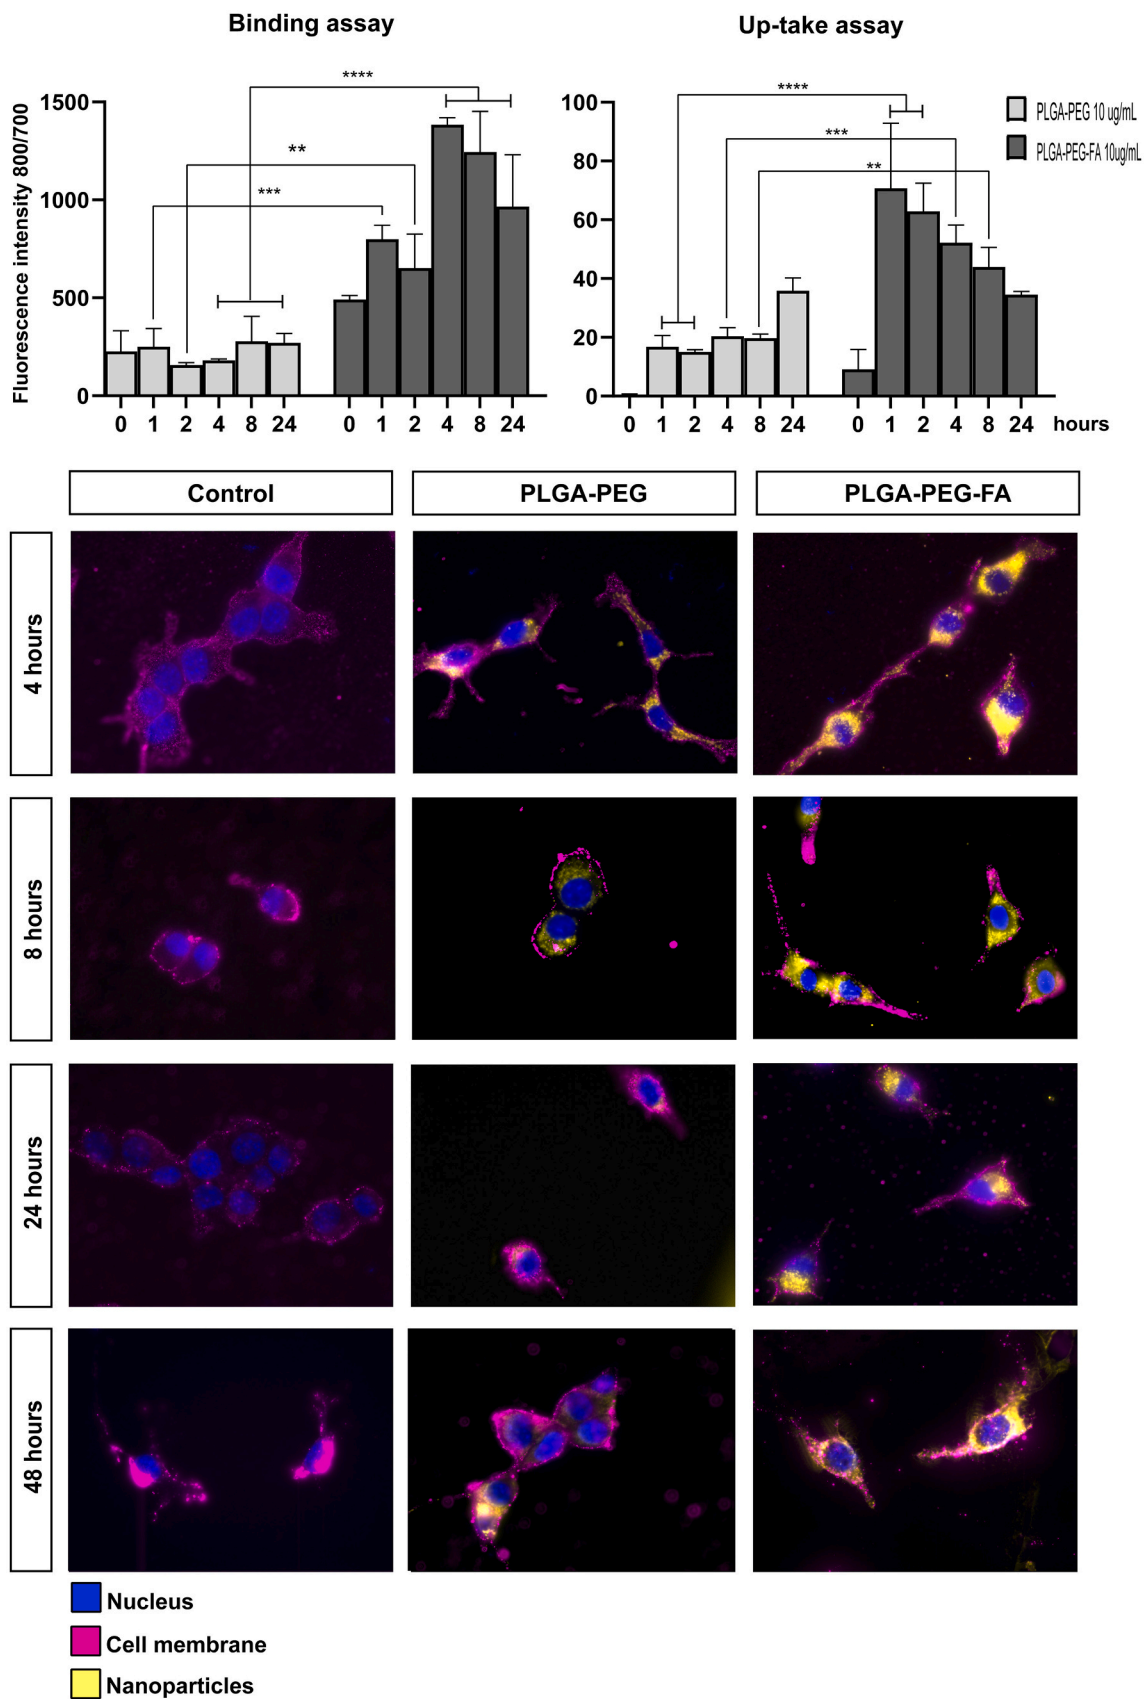 Binding assay
Up-take assay
Fluorescence intensity 800/700
1500
1000
500
0
****
**
***
0 1 2 4 8 24 0 1 2 4 8 24
100
80
60
40
20
0
****
***
**
0 1 2 4 8 24 0 1 2 4 8 24 hours
PLGA-PEG 10 ug/mL
PLGA-PEG-FA 10ug/mL
Control
PLGA-PEG
PLGA-PEG-FA
4 hours
8 hours
24 hours
48 hours
Nucleus
Cell membrane
Nanoparticles